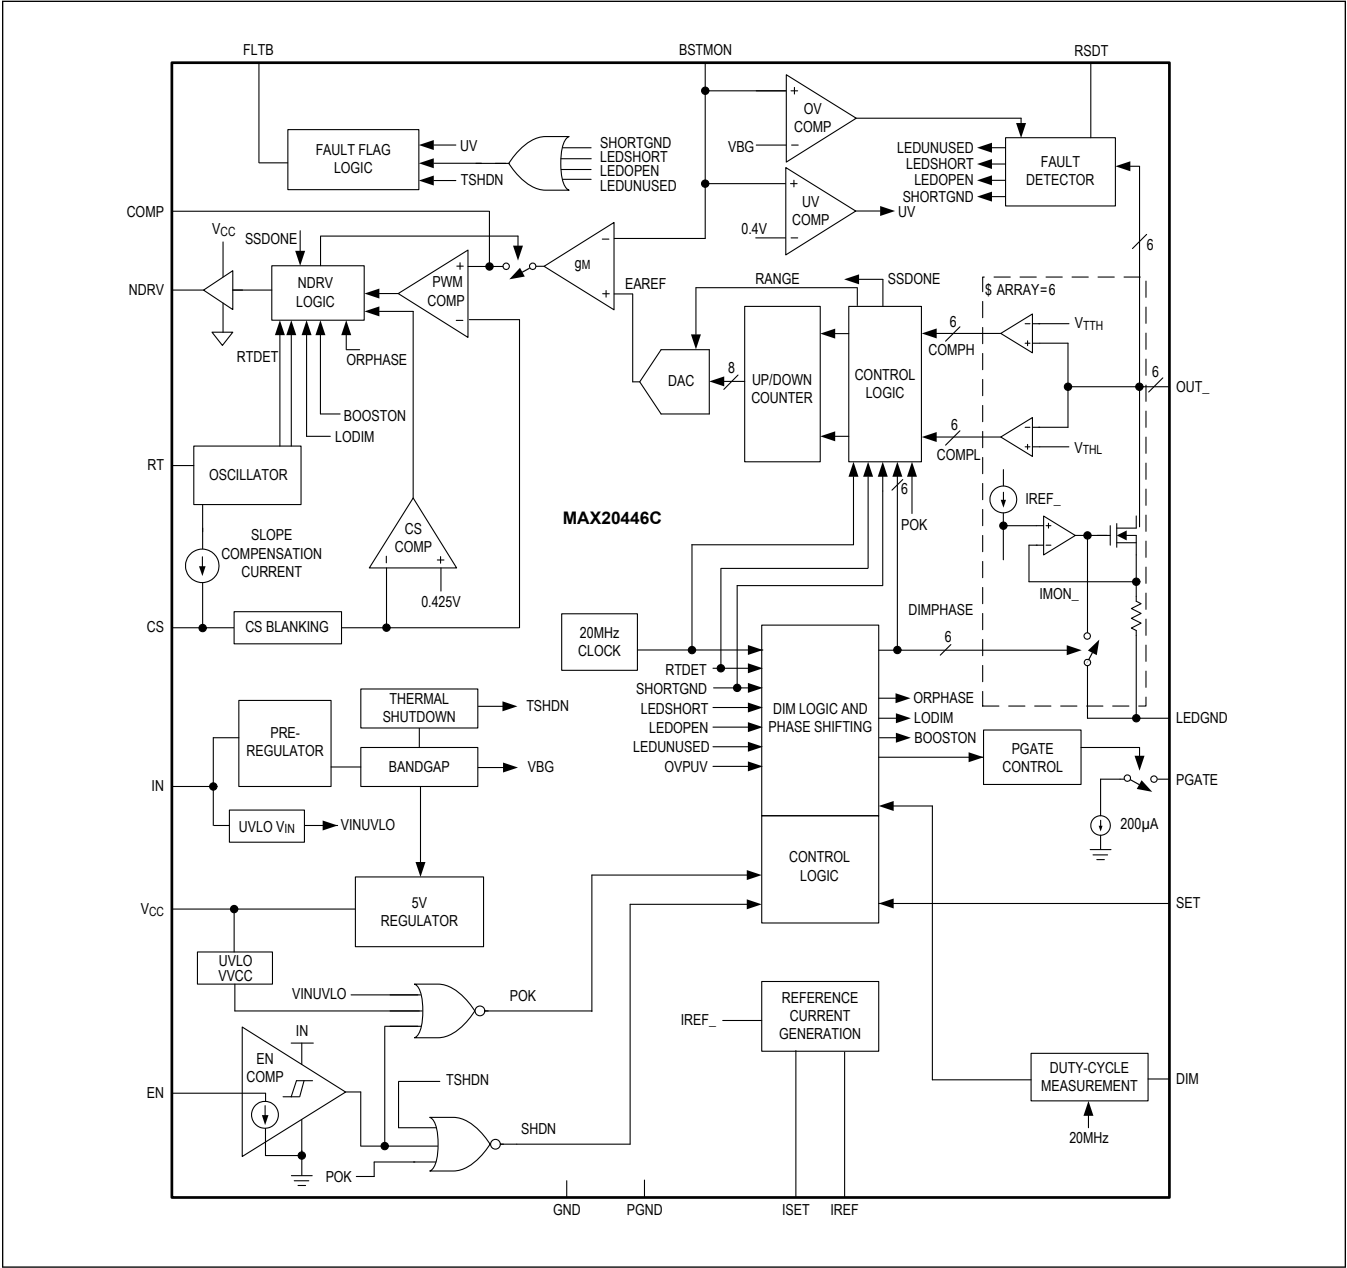 FLTB
BSTMON
RSDT
FAULT FLAG
LOGIC
UV
TSHDN
SHORTGND
LEDSHORT
LEDOPEN
LEDUNUSED
+
OV
COMP
VBG
−
+
UV
COMP
0.4V
−
UV
LEDUNUSED
LEDSHORT
LEDOPEN
SHORTGND
FAULT
DETECTOR
6
COMP
VCC
SSDONE
NDRV
NDRV
LOGIC
+
PWM
COMP
−
−
gM
+
EAREF
RTDET
ORPHASE
BOOSTON
LODIM
RANGE
SSDONE
DAC
8
UP/DOWN
COUNTER
CONTROL
LOGIC
6
COMPH
6
COMPL
$ ARRAY=6
−
+
VTTH
−
+
VTHL
6
OUT_
RT
OSCILLATOR
SLOPE
COMPENSATION
CURRENT
CS
COMP
−
+
0.425V
MAX20446C
6
POK
IREF_
+
−
IMON_
CS
CS BLANKING
20MHz
CLOCK
DIMPHASE
6
RTDET
SHORTGND
LEDSHORT
LEDOPEN
LEDUNUSED
OVPUV
DIM LOGIC AND
PHASE SHIFTING
ORPHASE
LODIM
BOOSTON
LEDGND
PGATE
CONTROL
PGATE
200µA
THERMAL
SHUTDOWN
TSHDN
PRE-
REGULATOR
BANDGAP
VBG
IN
UVLO VIN
VINUVLO
CONTROL
LOGIC
VCC
5V
REGULATOR
SET
UVLO
VVCC
VINUVLO
POK
REFERENCE
CURRENT
GENERATION
IREF_
IN
EN
COMP
EN
TSHDN
SHDN
POK
DUTY-CYCLE
MEASUREMENT
DIM
20MHz
GND
PGND
ISET
IREF